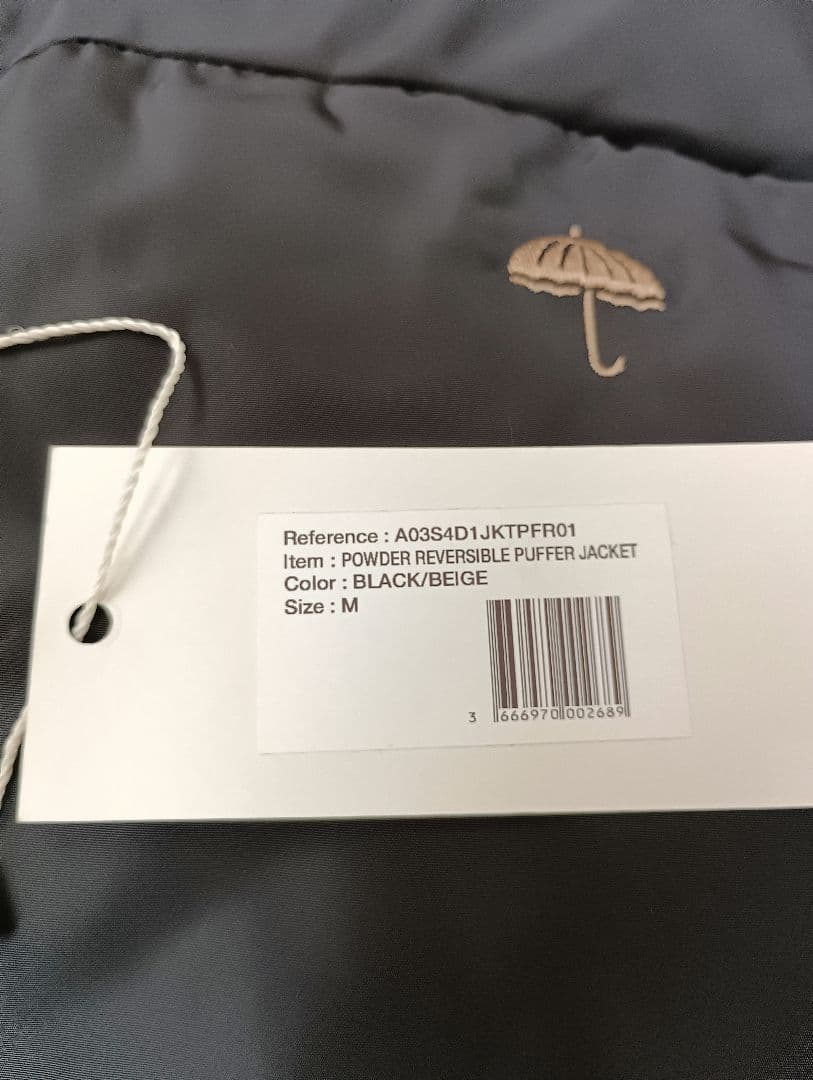 Reference : A03S4D1JKTPFR01
Item : POWDER REVERSIBLE PUFFER JACKET
Color : BLACK/BEIGE
Size : M
3 666970 002689